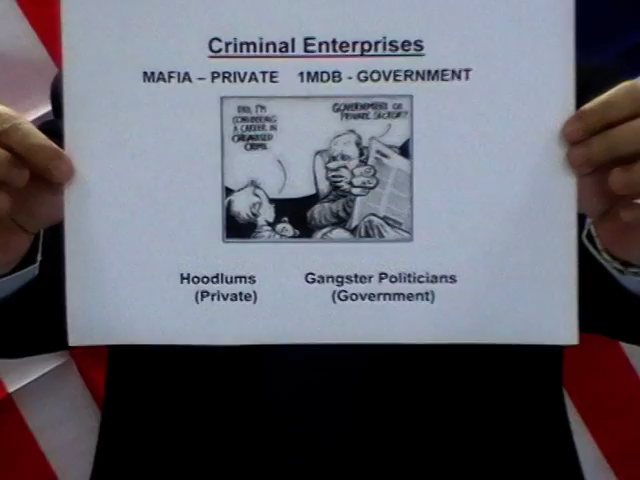 Criminal Enterprises
MAFIA – PRIVATE 1MDB - GOVERNMENT
DAD, I'M
CONSIDERING
A CAREER IN
ORGANIZED
CRIME.
GOVERNMENT OR
PRIVATE SECTOR?
Hoodlums Gangster Politicians
(Private) (Government)